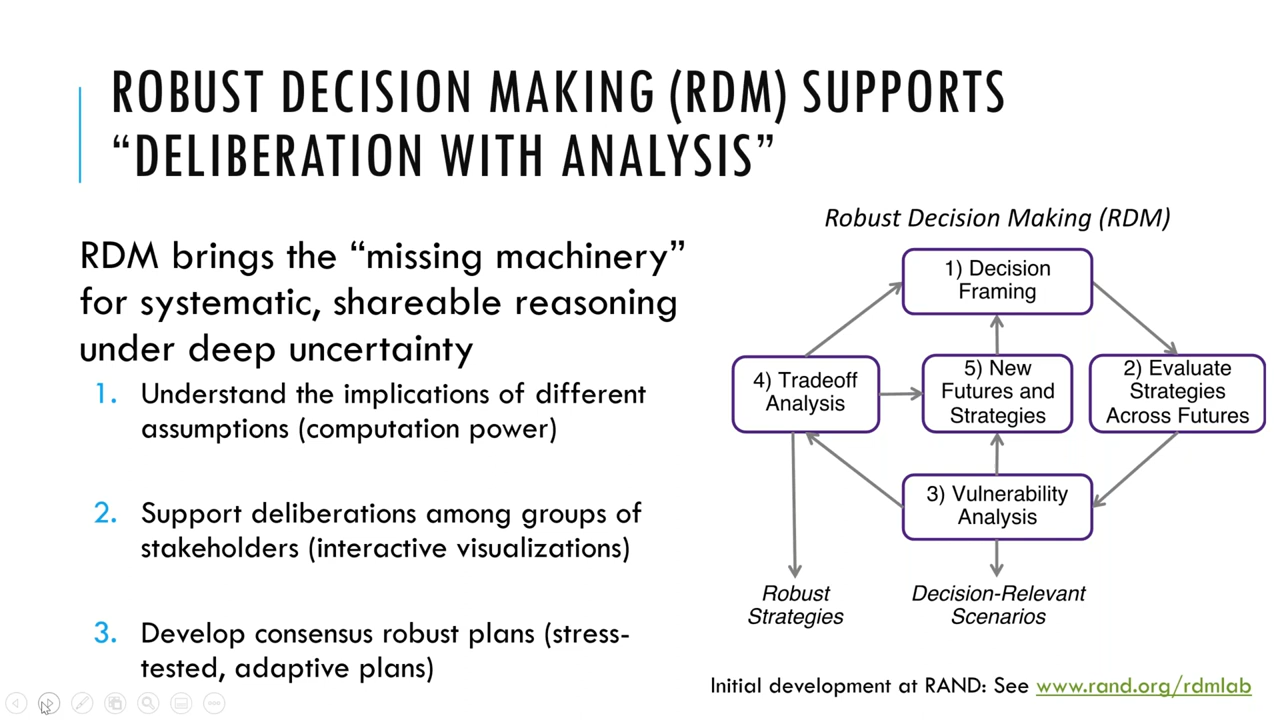 ROBUST DECISION MAKING (RDM) SUPPORTS
“DELIBERATION WITH ANALYSIS”
RDM brings the “missing machinery”
for systematic, shareable reasoning
under deep uncertainty
1. Understand the implications of different
assumptions (computation power)
2. Support deliberations among groups of
stakeholders (interactive visualizations)
3. Develop consensus robust plans (stress-
tested, adaptive plans)
Robust Decision Making (RDM)
1) Decision
Framing
4) Tradeoff
Analysis
5) New
Futures and
Strategies
2) Evaluate
Strategies
Across Futures
3) Vulnerability
Analysis
Robust
Strategies
Decision-Relevant
Scenarios
Initial development at RAND: See www.rand.org/rdmlab